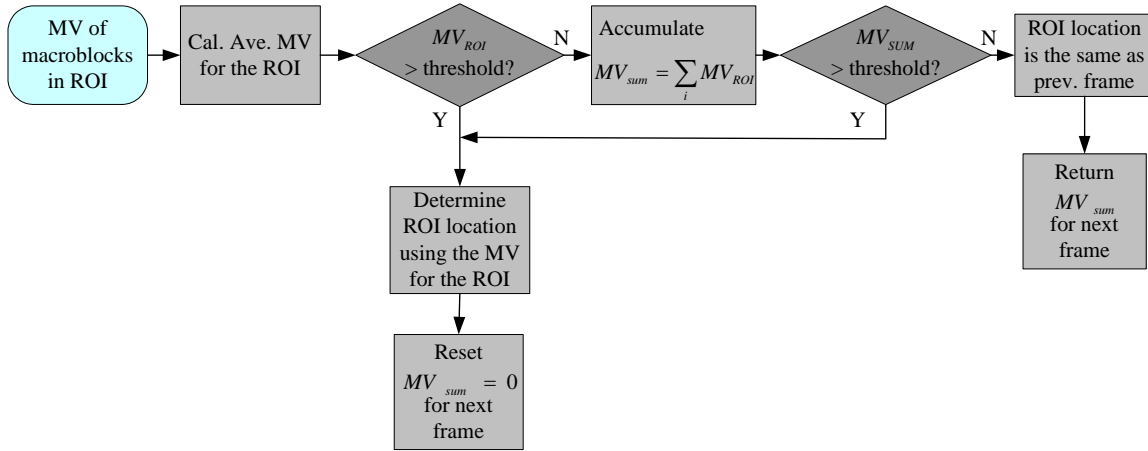 MV of
macroblocks
in ROI
Cal. Ave. MV
for the ROI
MV_ROI
> threshold?
N
Y
Accumulate
MV_sum = ∑_i MV_ROI
MV_SUM
> threshold?
N
Y
ROI location
is the same as
prev. frame
Return
MV_sum
for next
frame
Determine
ROI location
using the MV
for the ROI
Reset
MV_sum = 0
for next
frame